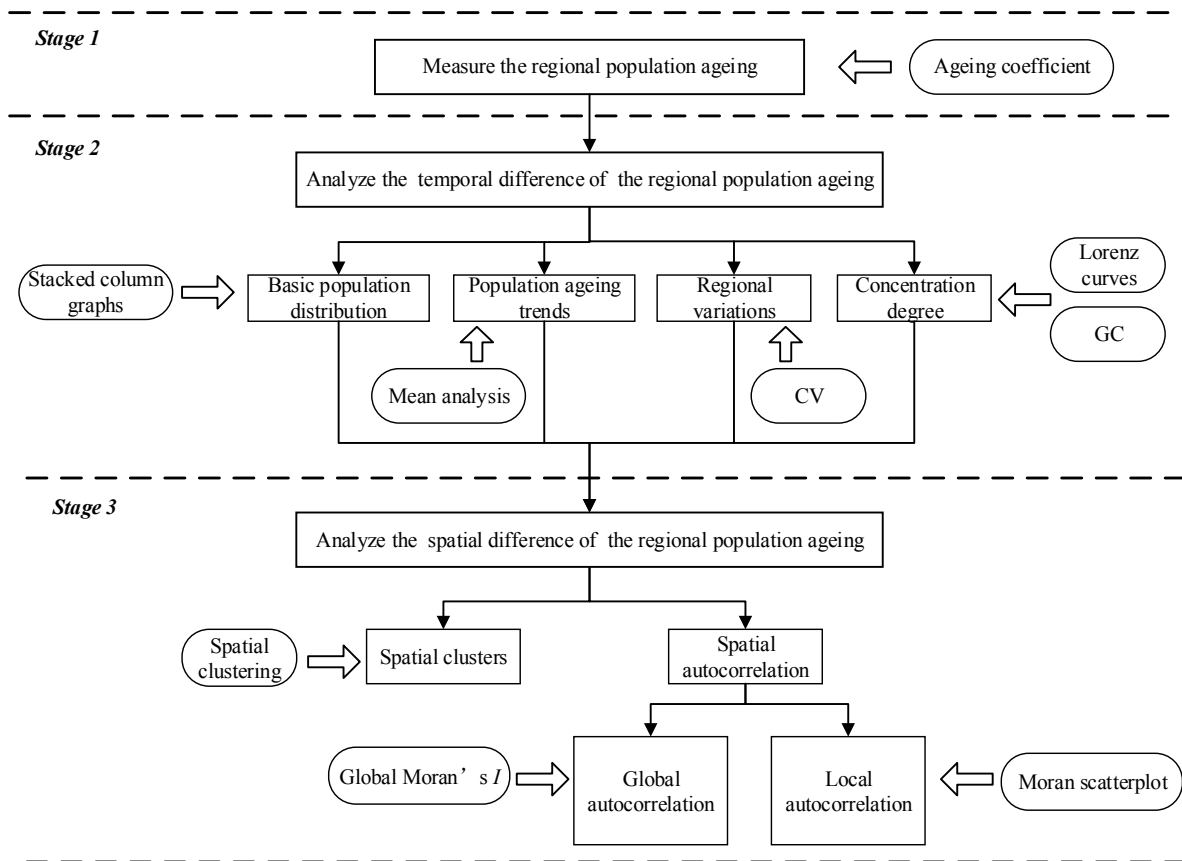 Stage 1
Measure the regional population ageing
Ageing coefficient
Stage 2
Analyze the temporal difference of the regional population ageing
Stacked column
graphs
Basic population
distribution
Population ageing
trends
Regional
variations
Concentration
degree
Lorenz
curves
GC
Mean analysis
CV
Stage 3
Analyze the spatial difference of the regional population ageing
Spatial
clustering
Spatial clusters
Spatial
autocorrelation
Global Moran’s I
Global
autocorrelation
Local
autocorrelation
Moran scatterplot